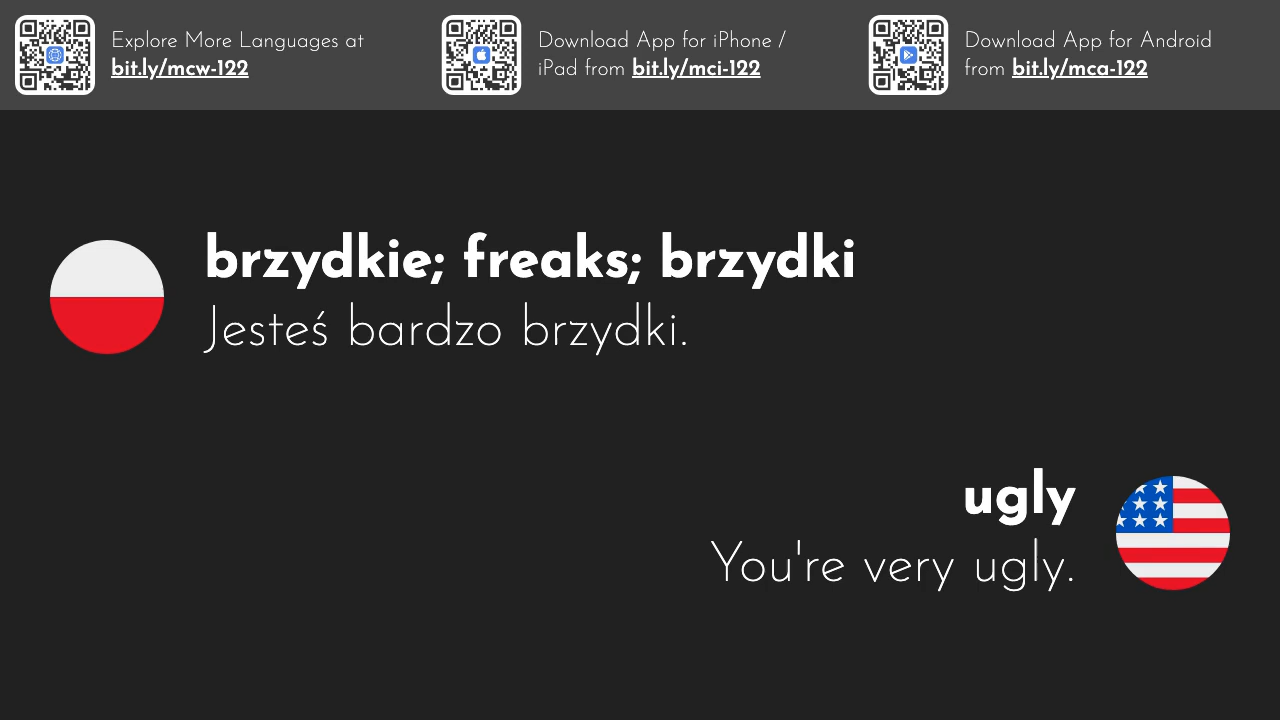 Explore More Languages at
bit.ly/mcw-122
Download App for iPhone /
iPad from bit.ly/mci-122
Download App for Android
from bit.ly/mca-122
brzydkie; freaks; brzydki
Jesteś bardzo brzydki.
ugly
You're very ugly.